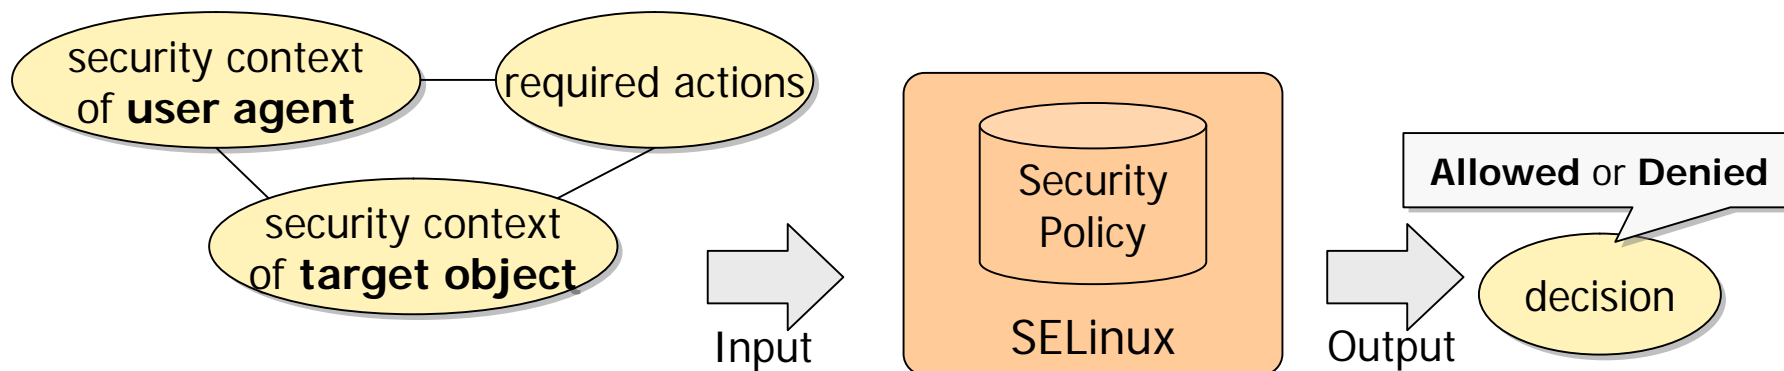 security context
of user agent
required actions
security context
of target object
Input
Security
Policy
SELinux
Output
Allowed or Denied
decision